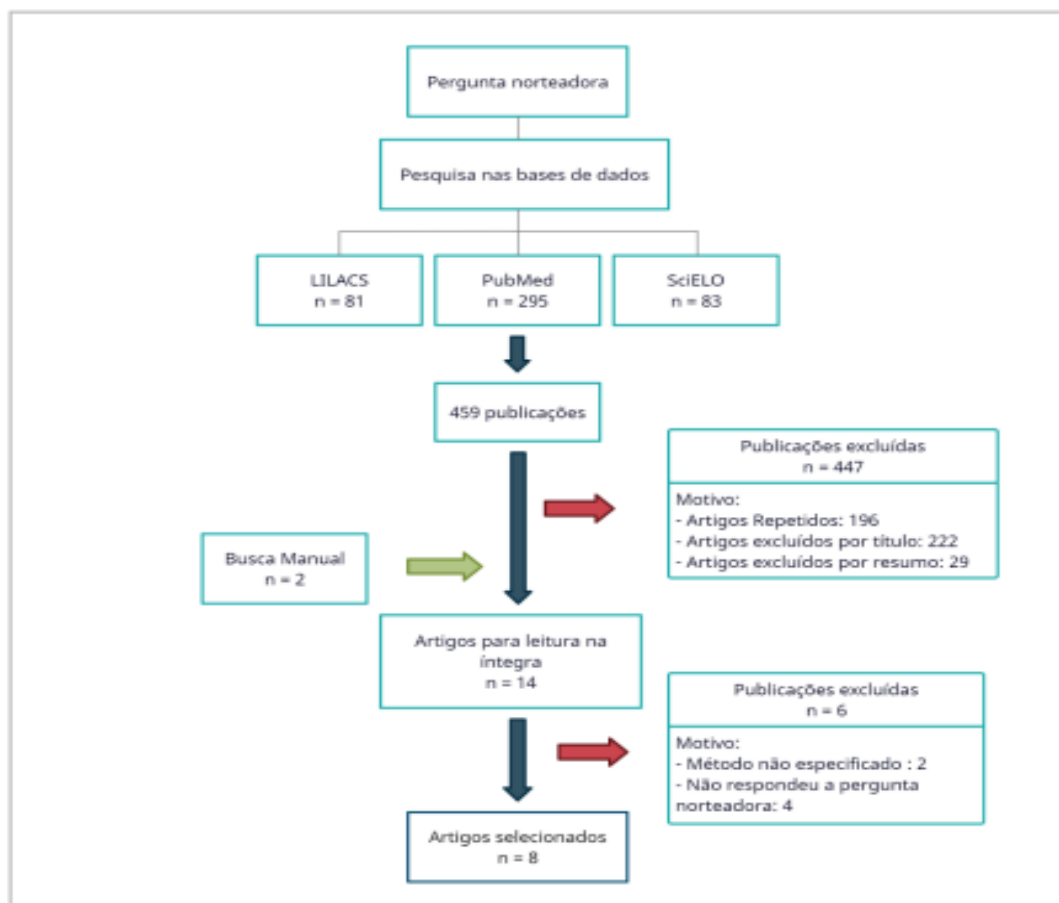 Pergunta norteadora
Pesquisa nas bases de dados
LILACS
n = 81
PubMed
n = 295
SciELO
n = 83
459 publicações
Publicações excluídas
n = 447
Motivo:
- Artigos Repetidos: 196
- Artigos excluídos por título: 222
- Artigos excluídos por resumo: 29
Busca Manual
n = 2
Artigos para leitura na
íntegra
n = 14
Publicações excluídas
n = 6
Motivo:
- Método não especificado : 2
- Não respondeu a pergunta
norteadora: 4
Artigos selecionados
n = 8